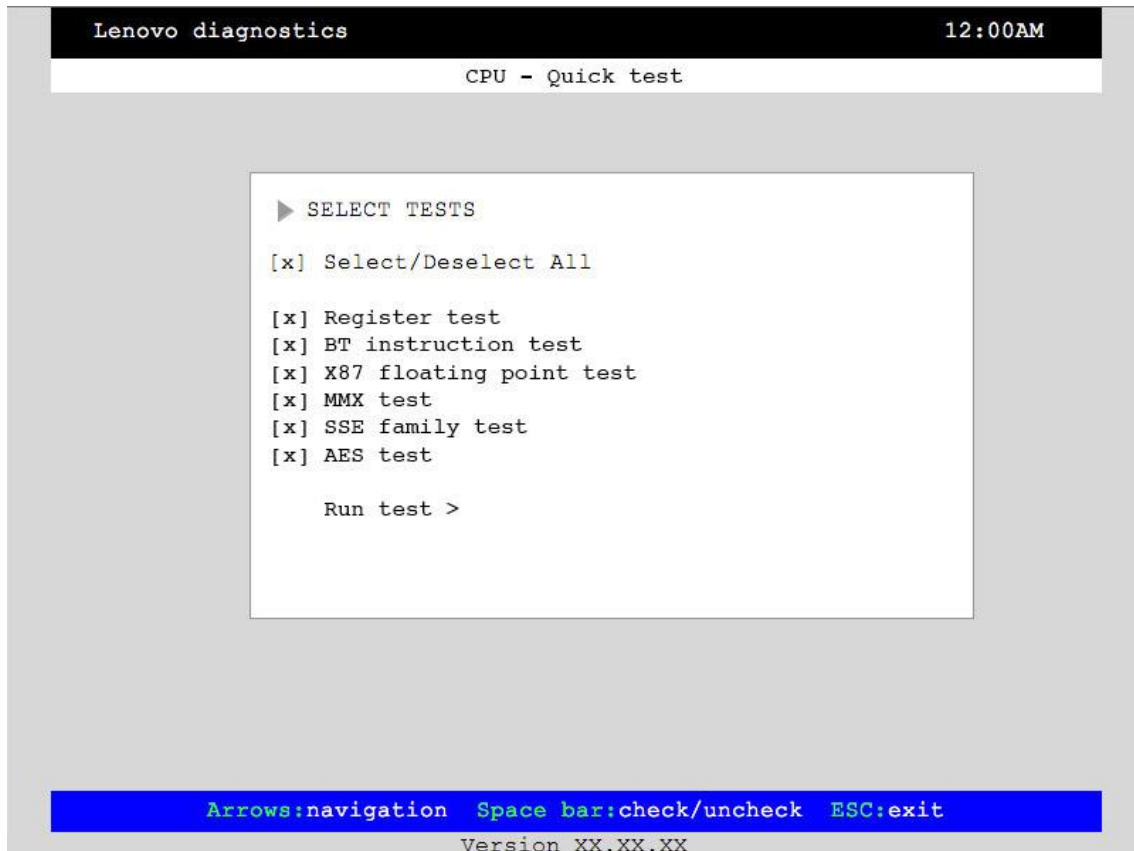 Lenovo diagnostics 12:00AM
CPU - Quick test
SELECT TESTS
[x] Select/Deselect All
[x] Register test
[x] BT instruction test
[x] X87 floating point test
[x] MMX test
[x] SSE family test
[x] AES test
Run test >
Arrows:navigation Space bar:check/uncheck ESC:exit
Version XX.XX.XX